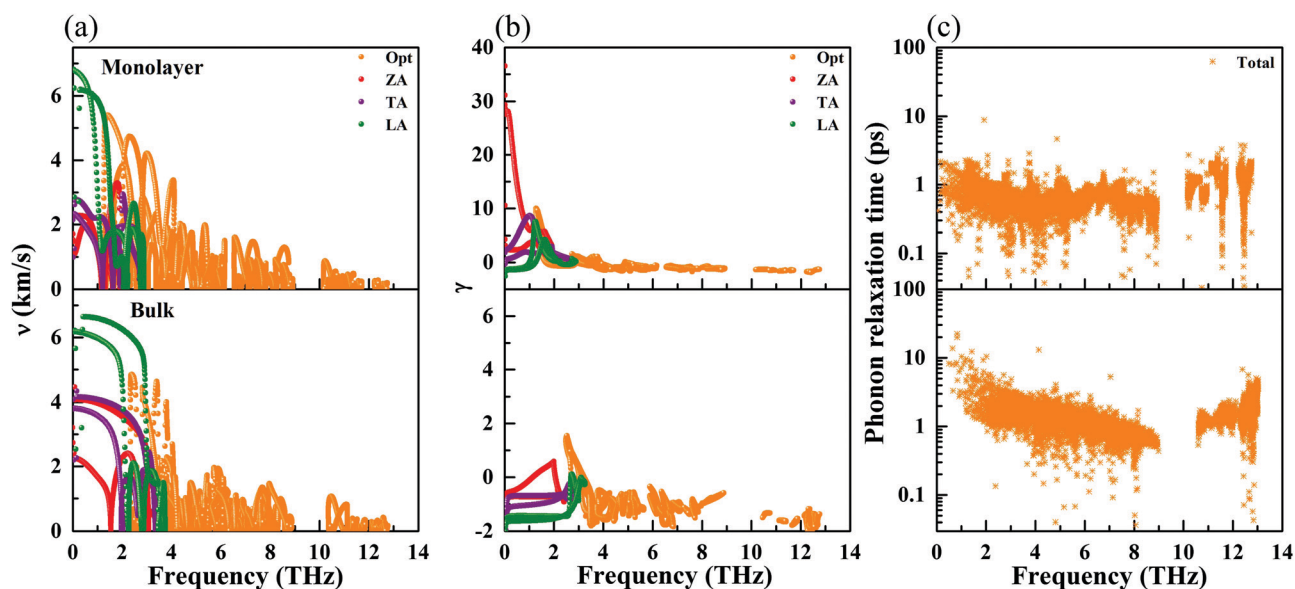 (a)
Monolayer
Opt
ZA
TA
LA
6
4
2
0
Bulk
6
4
2
0
ν (km/s)
0 2 4 6 8 10 12 14
Frequency (THz)
(b)
Opt
ZA
TA
LA
40
30
20
10
0
6
4
2
0
-2
γ
0 2 4 6 8 10 12 14
Frequency (THz)
(c)
Total
100
10
1
0.1
100
10
1
0.1
Phonon relaxation time (ps)
0 2 4 6 8 10 12 13 14
Frequency (THz)